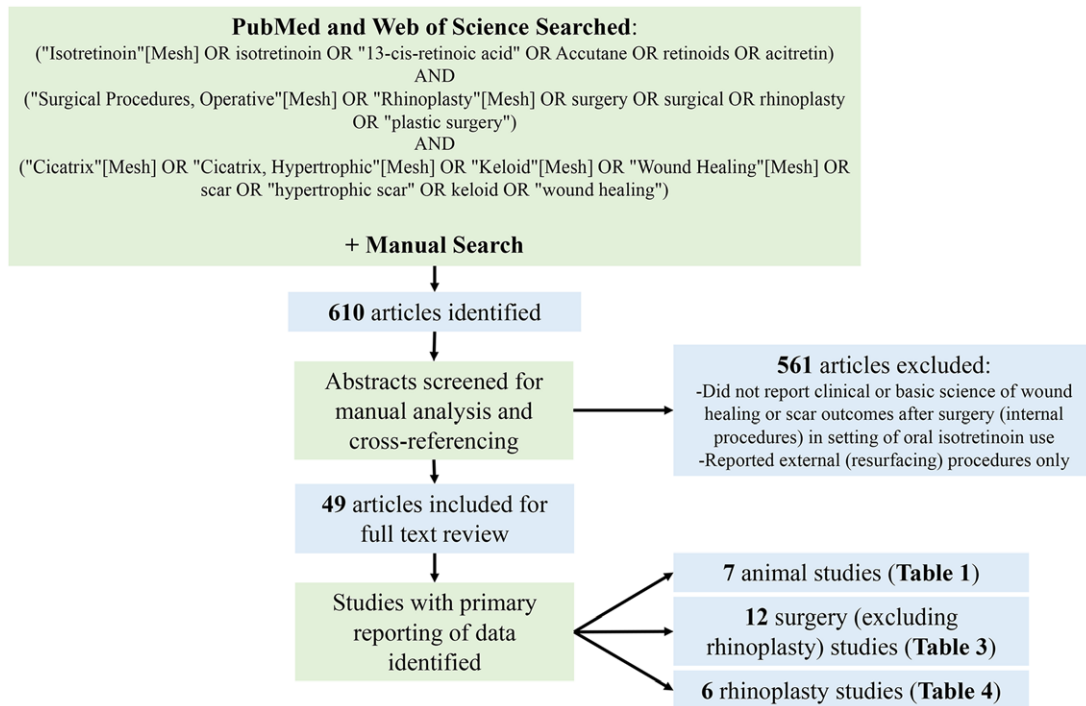 PubMed and Web of Science Searched:
("Isotretinoin"[Mesh] OR isotretinoin OR "13-cis-retinoic acid" OR Accutane OR retinoids OR acitretin)
AND
("Surgical Procedures, Operative"[Mesh] OR "Rhinoplasty"[Mesh] OR surgery OR surgical OR rhinoplasty
OR "plastic surgery")
AND
("Cicatrix"[Mesh] OR "Cicatrix, Hypertrophic"[Mesh] OR "Keloid"[Mesh] OR "Wound Healing"[Mesh] OR
scar OR "hypertrophic scar" OR keloid OR "wound healing")
+ Manual Search
610 articles identified
Abstracts screened for
manual analysis and
cross-referencing
561 articles excluded:
-Did not report clinical or basic science of wound
healing or scar outcomes after surgery (internal
procedures) in setting of oral isotretinoin use
-Reported external (resurfacing) procedures only
49 articles included for
full text review
Studies with primary
reporting of data
identified
7 animal studies (Table 1)
12 surgery (excluding
rhinoplasty) studies (Table 3)
6 rhinoplasty studies (Table 4)